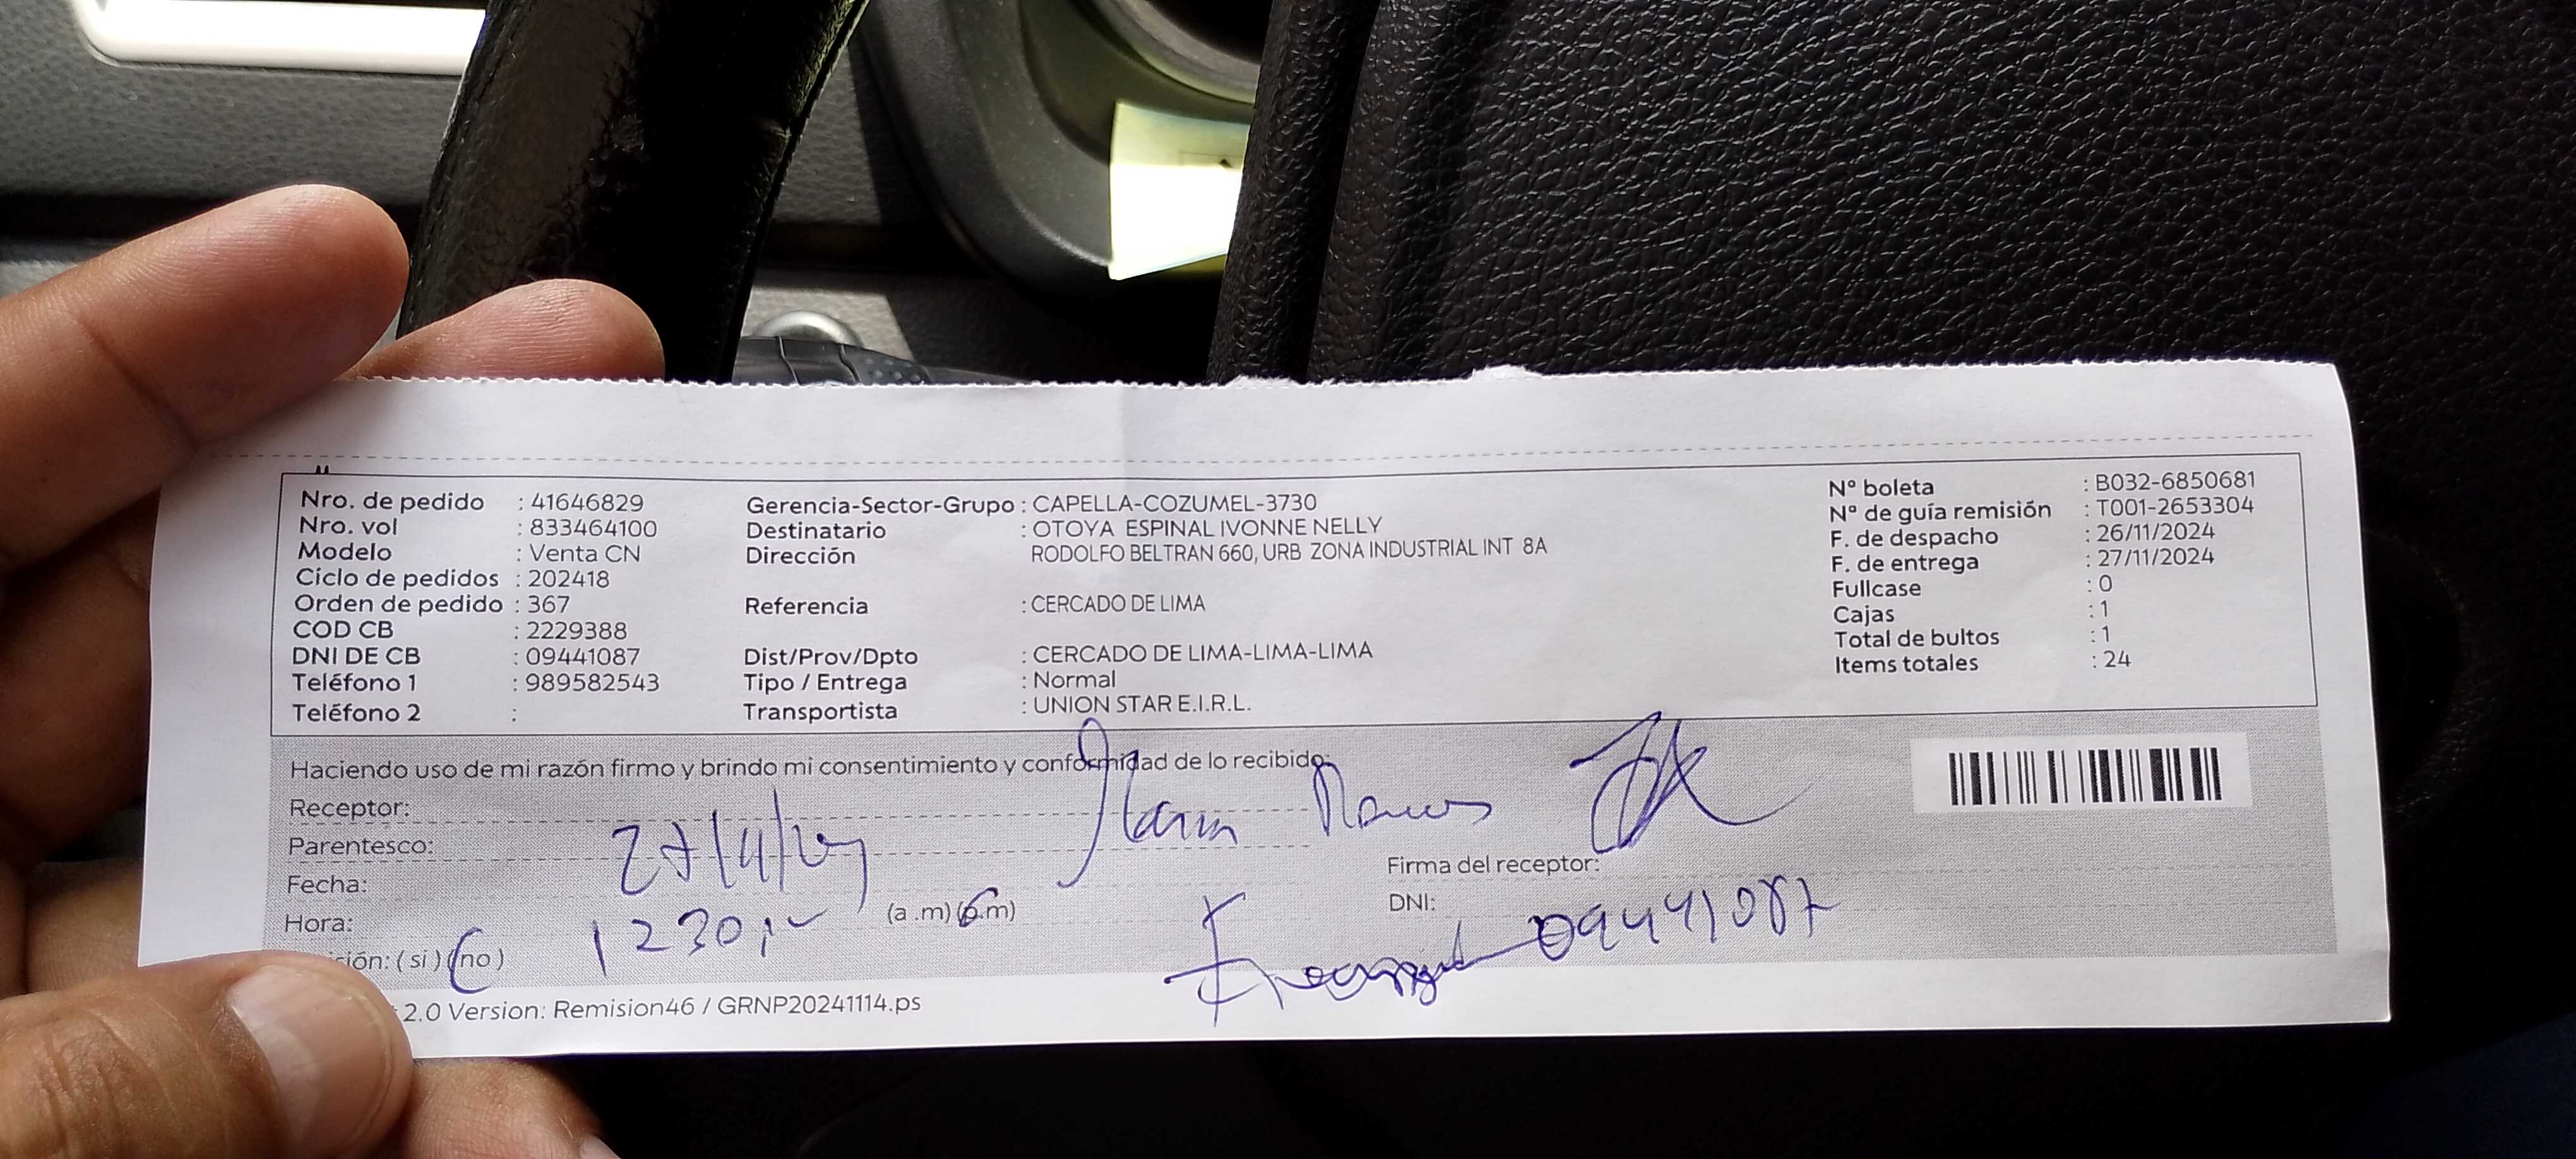 Nro. de pedido : 41646829
Nro. vol : 833464100
Modelo : Venta CN
Ciclo de pedidos : 202418
Orden de pedido : 367
COD CB : 2229388
DNI DE CB : 09441087
Teléfono 1 : 989582543
Teléfono 2 :
Gerencia-Sector-Grupo : CAPELLA-COZUMEL-3730
Destinatario : OTOYA ESPINAL IVONNE NELLY
Dirección RODOLFO BELTRAN 660, URB ZONA INDUSTRIAL INT 8A
Referencia : CERCADO DE LIMA
Dist/Prov/Dpto : CERCADO DE LIMA-LIMA-LIMA
Tipo / Entrega : Normal
Transportista : UNION STAR E.I.R.L.
N° boleta : B032-6850681
N° de guía remisión : T001-2653304
F. de despacho : 26/11/2024
F. de entrega : 27/11/2024
Fullcase : 0
Cajas : 1
Total de bultos : 1
Items totales : 24
Haciendo uso de mi razón firmo y brindo mi consentimiento y conformidad de lo recibido:
Receptor:
Parentesco:
Fecha: 27/11/24
Hora: 1230 (a .m) (p.m)
ción: ( si ) ( no )
Firma del receptor:
DNI: 09441087
2.0 Version: Remision46 / GRNP20241114.ps